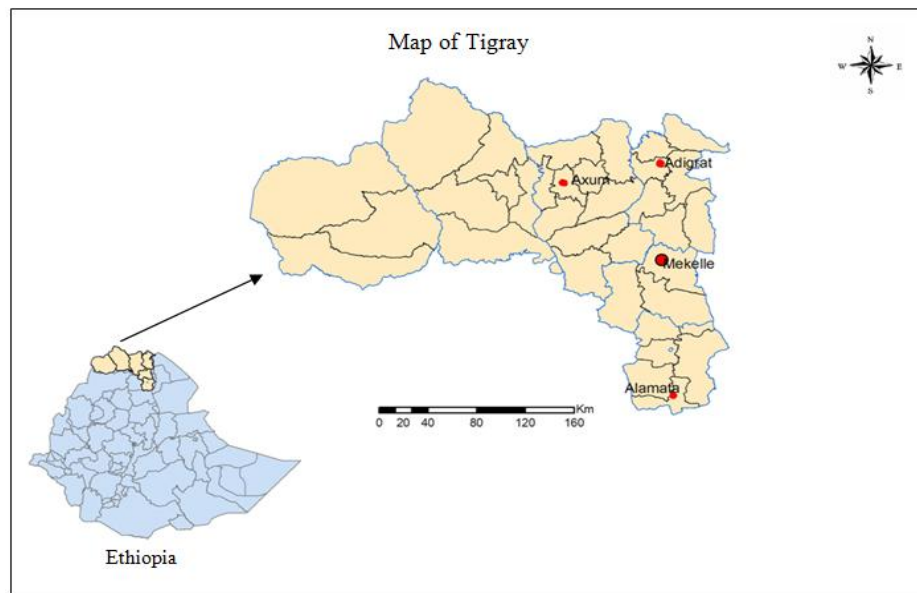 Map of Tigray
N
W E
S
Adigrat
Axum
Mekelle
Alamata
Km
0 20 40 80 120 160
Ethiopia